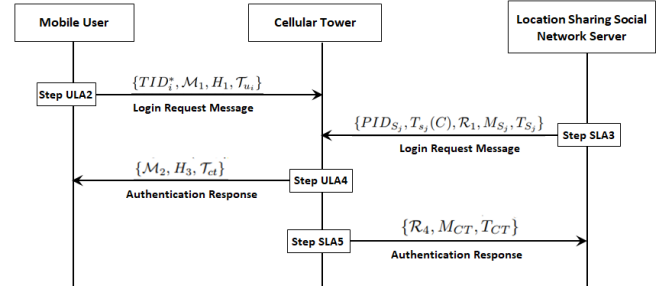 Mobile User
Cellular Tower
Location Sharing Social
Network Server
Step ULA2
{TID_i^*, M_1, H_1, T_{u_i}}
Login Request Message
{PID_{S_j}, T_{s_j}(C), R_1, M_{S_j}, T_{S_j}}
Step SLA3
Login Request Message
{M_2, H_3, T_{ct}}
Step ULA4
Authentication Response
Step SLA5
{R_4, M_{CT}, T_{CT}}
Authentication Response